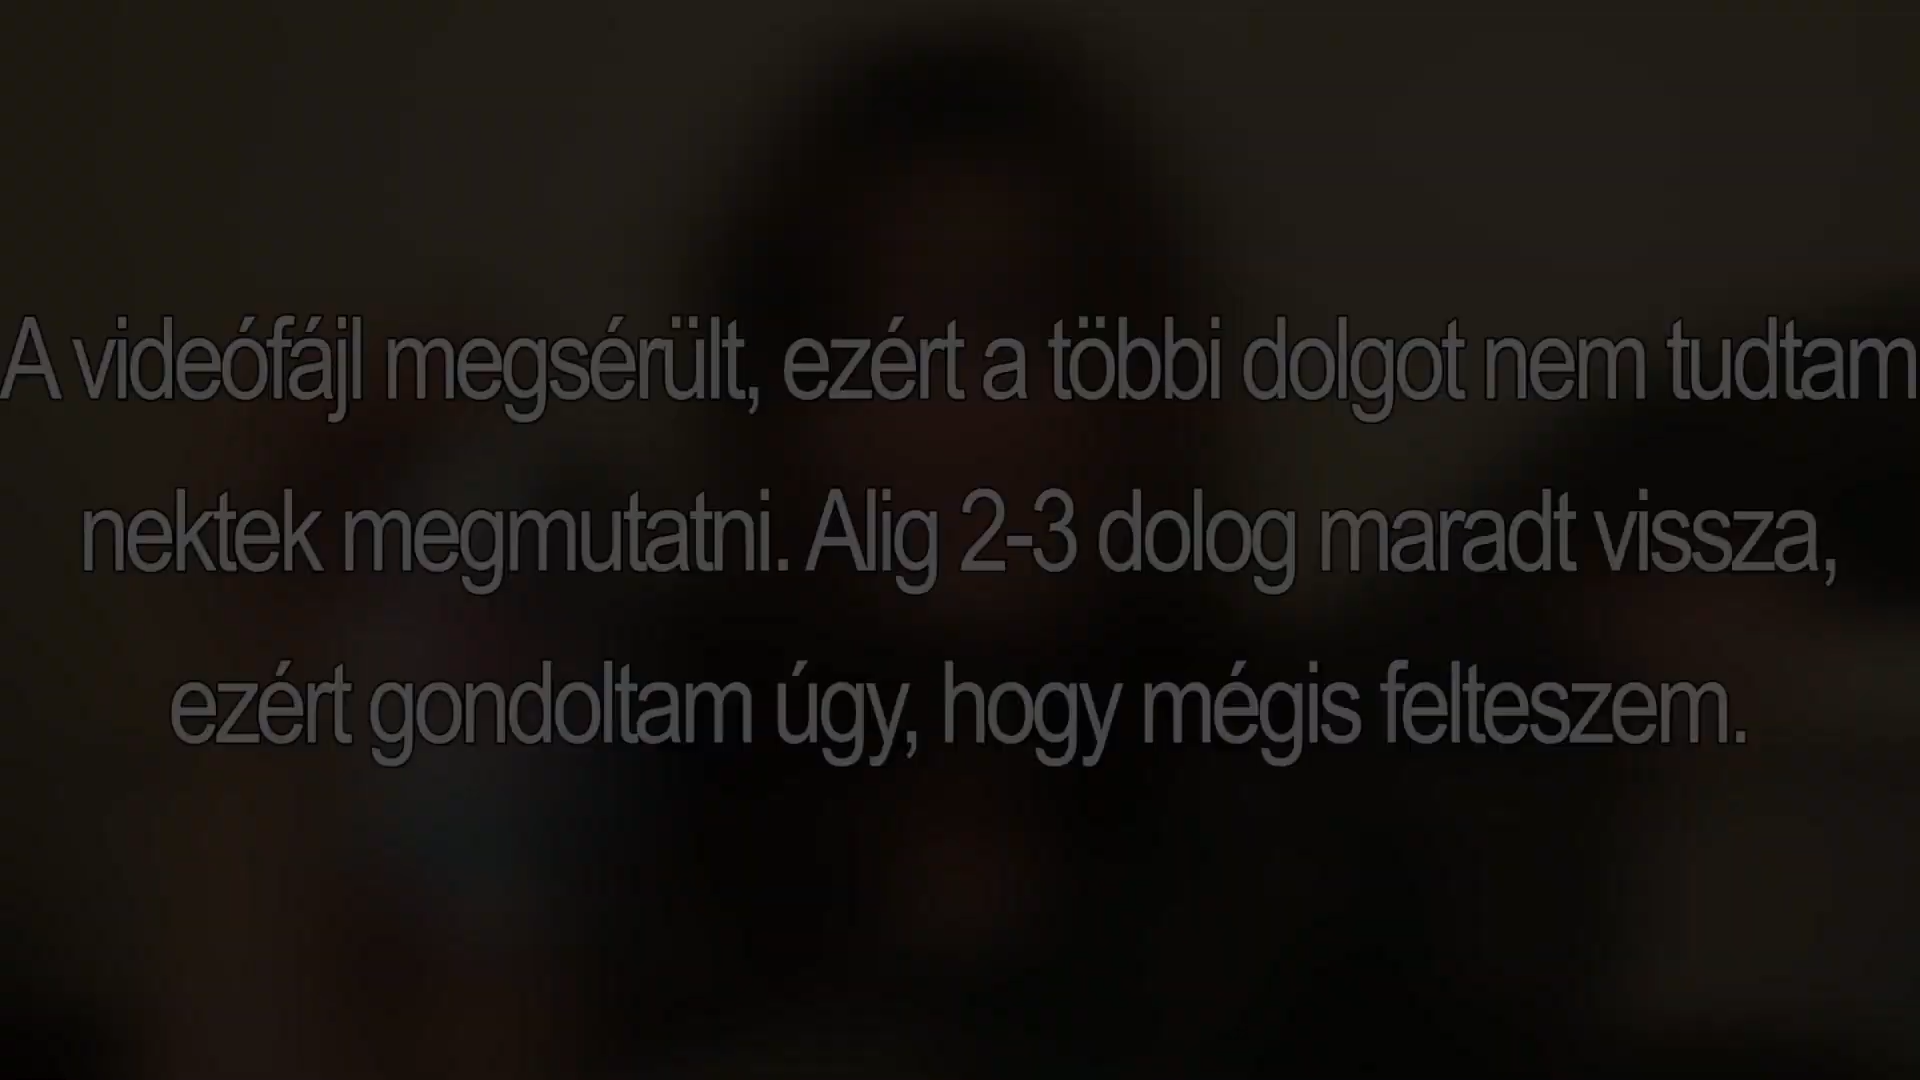 A videófájl megsérült, ezért a többi dolgot nem tudtam
nektek megmutatni. Alig 2-3 dolog maradt vissza,
ezért gondoltam úgy, hogy mégis felteszem.